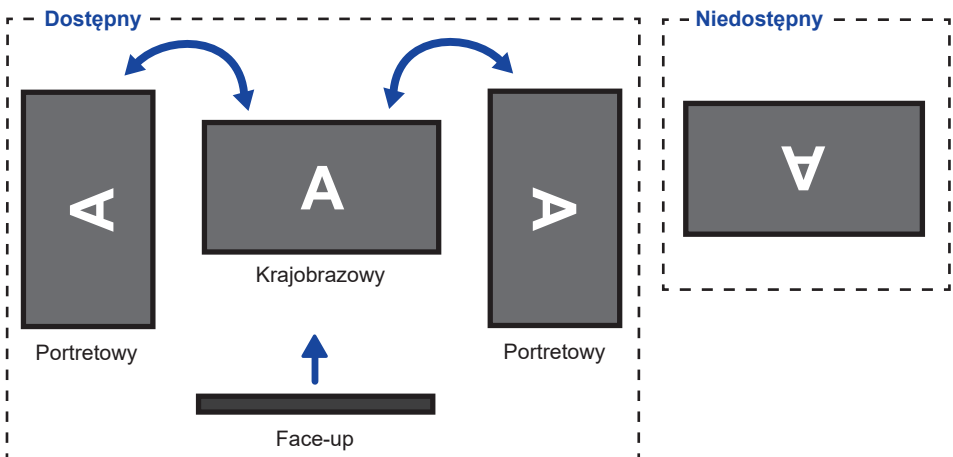 Dostępny
Niedostępny
A
A
A
A
Krajobrazowy
Portretowy
Portretowy
Face-up